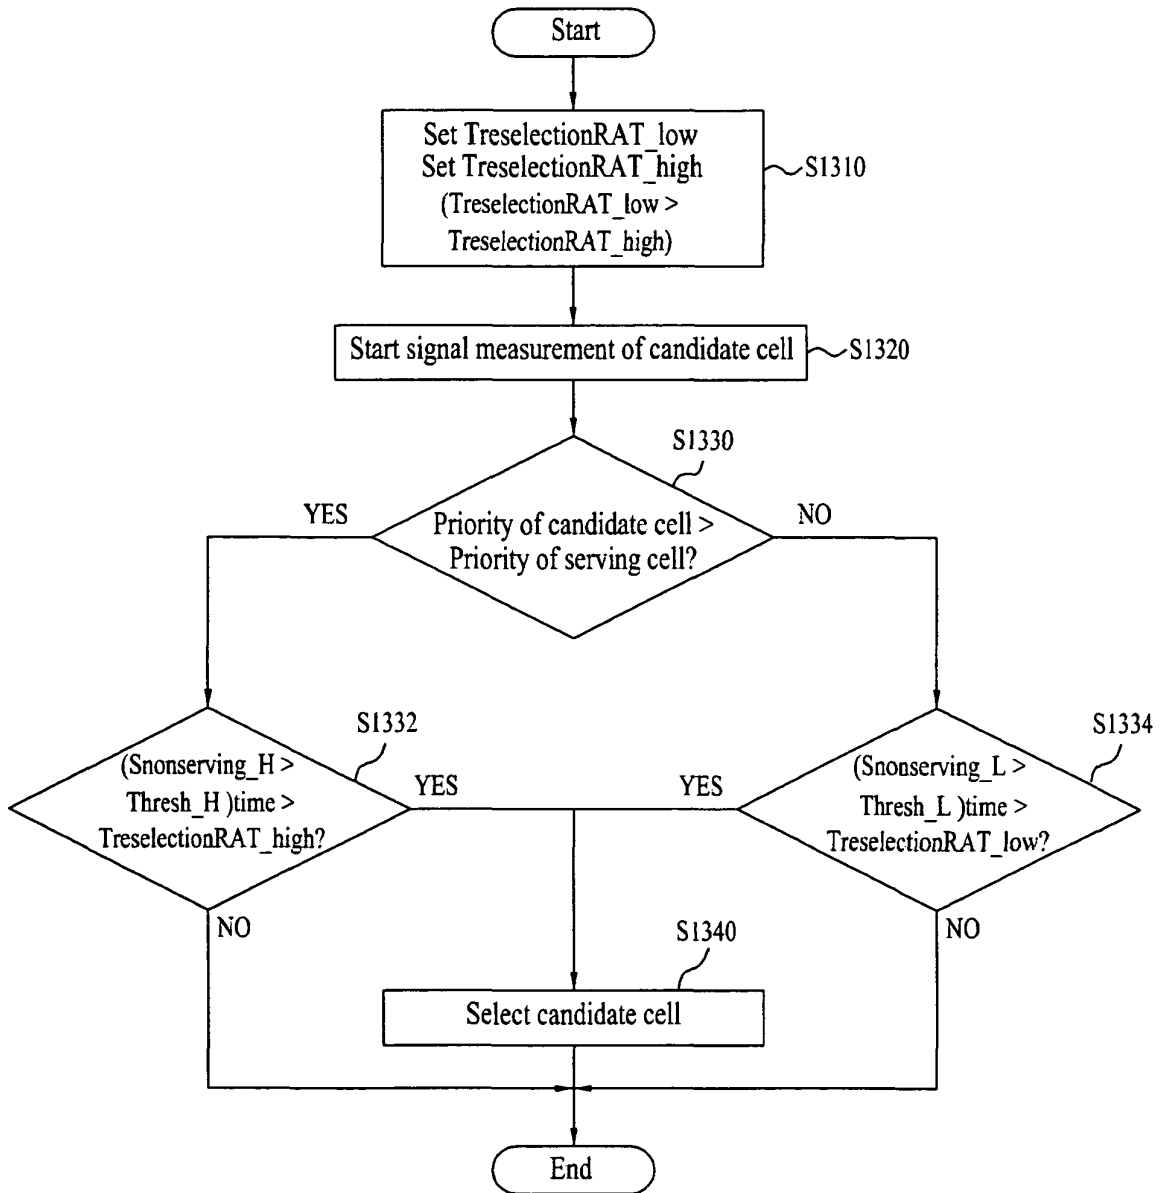 Start
Set TreselectionRAT_low
Set TreselectionRAT_high
(TreselectionRAT_low >
TreselectionRAT_high)
S1310
Start signal measurement of candidate cell
S1320
S1330
YES
Priority of candidate cell >
Priority of serving cell?
NO
S1332
(Snonserving_H >
Thresh_H )time >
TreselectionRAT_high?
YES
NO
S1334
YES
(Snonserving_L >
Thresh_L )time >
TreselectionRAT_low?
NO
S1340
Select candidate cell
End